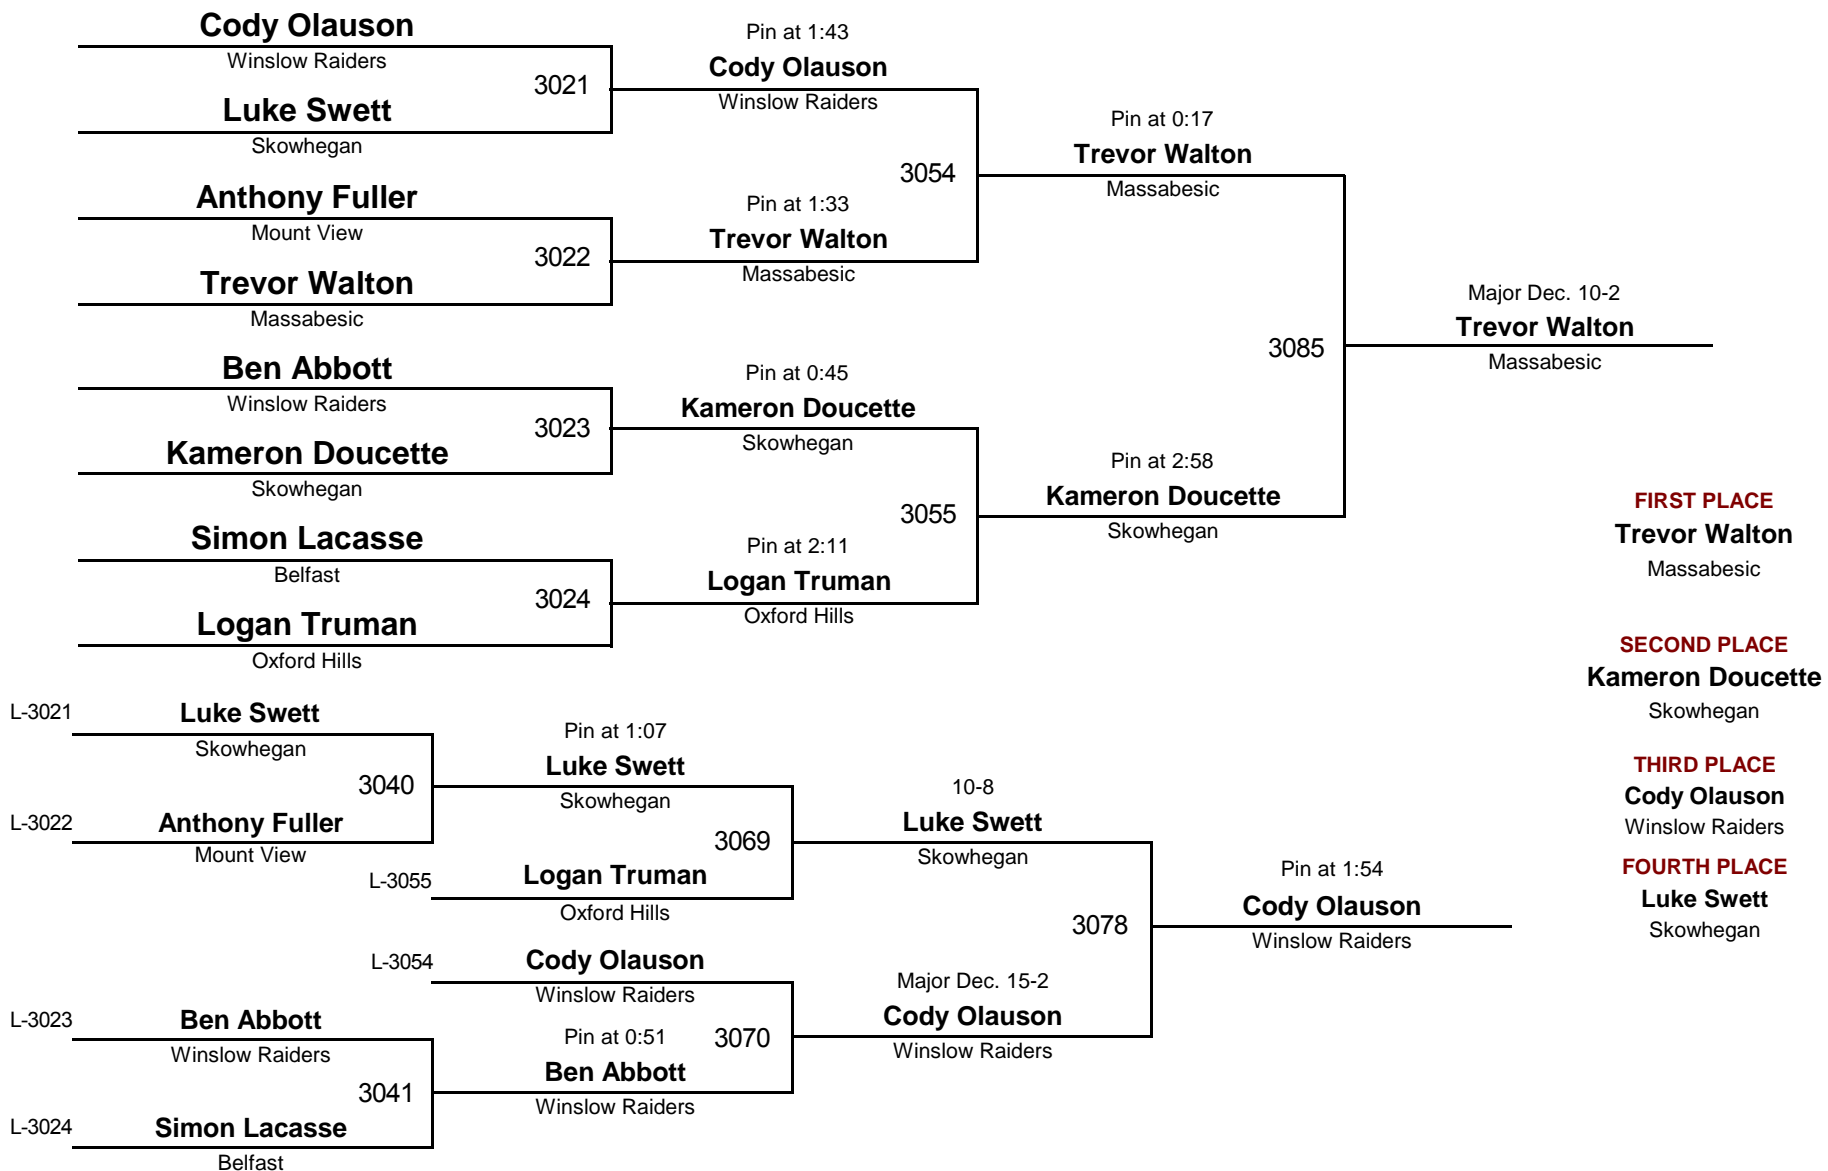 Cody Olauson
Winslow Raiders
3021
Luke Swett
Skowhegan
Anthony Fuller
Mount View
3022
Trevor Walton
Massabesic
Ben Abbott
Winslow Raiders
3023
Kameron Doucette
Skowhegan
Simon Lacasse
Belfast
3024
Logan Truman
Oxford Hills
Pin at 1:43
Cody Olauson
Winslow Raiders
3054
Pin at 1:33
Trevor Walton
Massabesic
Pin at 0:45
Kameron Doucette
Skowhegan
3055
Pin at 2:11
Logan Truman
Oxford Hills
Pin at 0:17
Trevor Walton
Massabesic
3085
Pin at 2:58
Kameron Doucette
Skowhegan
Major Dec. 10-2
Trevor Walton
Massabesic
FIRST PLACE
Trevor Walton
Massabesic
SECOND PLACE
Kameron Doucette
Skowhegan
THIRD PLACE
Cody Olauson
Winslow Raiders
FOURTH PLACE
Luke Swett
Skowhegan
L-3021
Luke Swett
Skowhegan
3040
L-3022
Anthony Fuller
Mount View
Pin at 1:07
Luke Swett
Skowhegan
3069
L-3055
Logan Truman
Oxford Hills
L-3054
Cody Olauson
Winslow Raiders
3070
L-3023
Ben Abbott
Winslow Raiders
3041
L-3024
Simon Lacasse
Belfast
Pin at 0:51
Ben Abbott
Winslow Raiders
10-8
Luke Swett
Skowhegan
3078
Major Dec. 15-2
Cody Olauson
Winslow Raiders
Pin at 1:54
Cody Olauson
Winslow Raiders